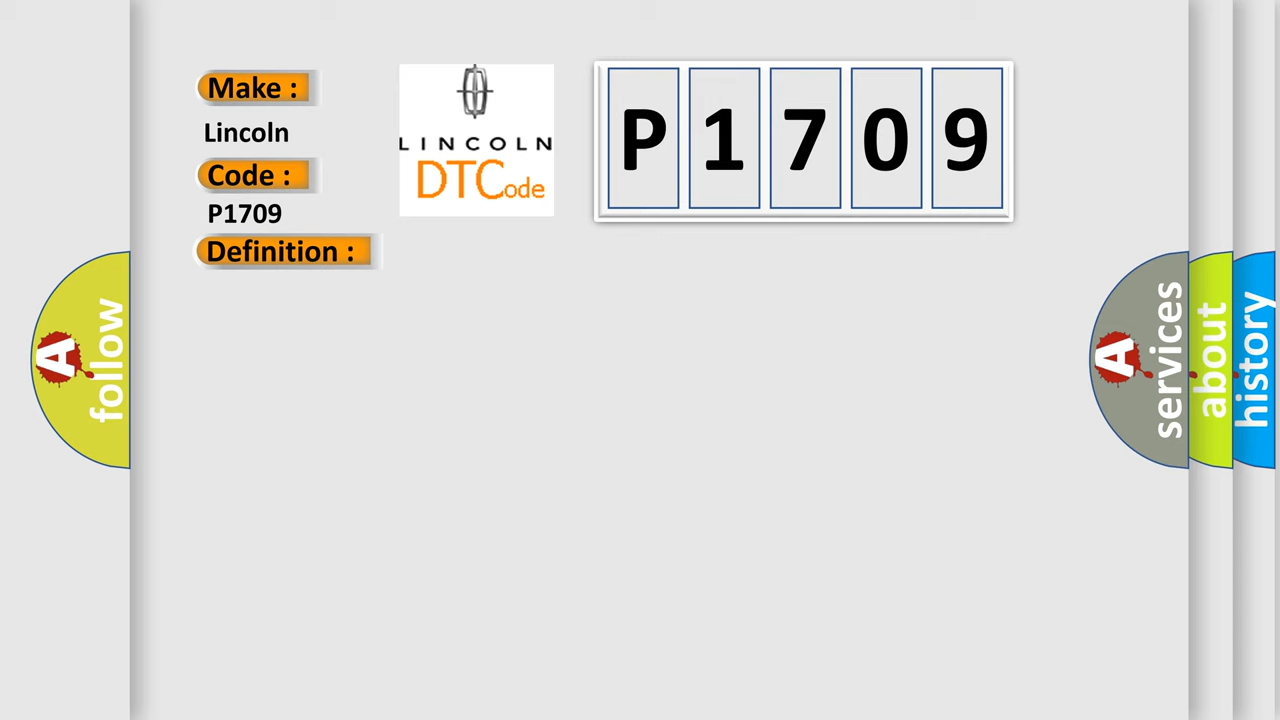 Make :
Lincoln
Code :
P1709
Definition :
LINCOLN
DTCode
P 1 7 0 9
A follow
A services
about
history